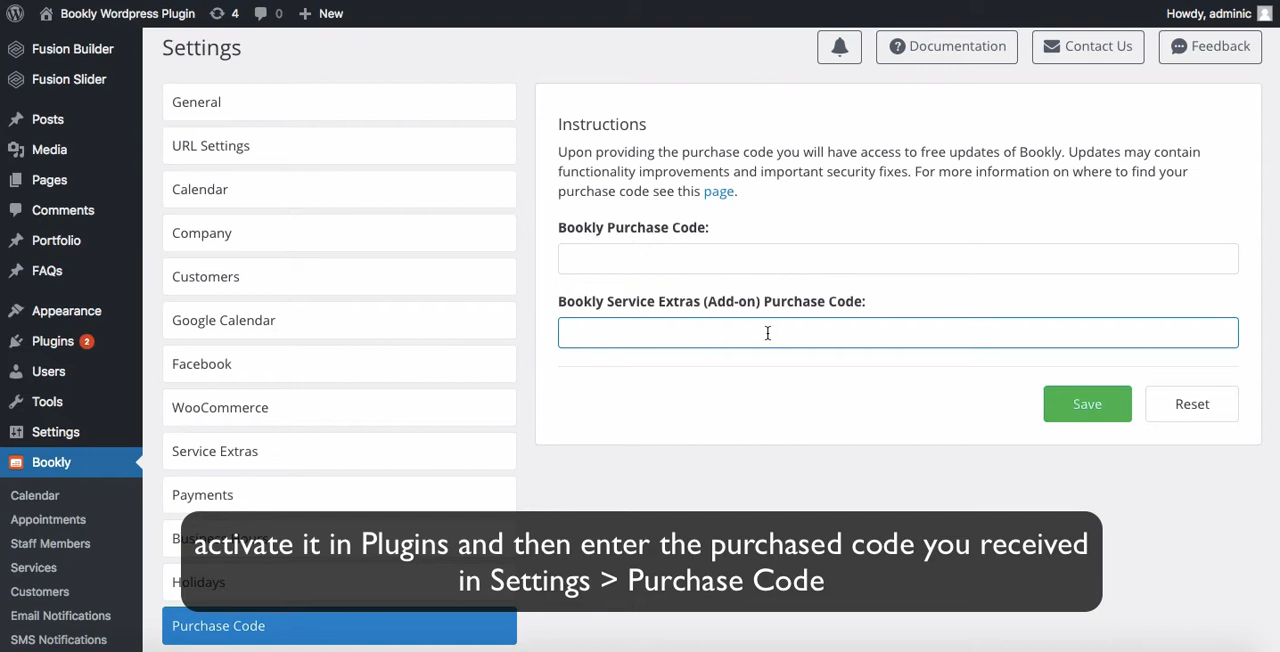 Bookly Wordpress Plugin 4 0 New Howdy, adminic
Fusion Builder
Fusion Slider
Posts
Media
Pages
Comments
Portfolio
FAQs
Appearance
Plugins 2
Users
Tools
Settings
Bookly
Calendar
Appointments
Staff Members
Services
Customers
Email Notifications
SMS Notifications
Settings
Documentation Contact Us Feedback
General
URL Settings
Calendar
Company
Customers
Google Calendar
Facebook
WooCommerce
Service Extras
Payments
Business Hours
Holidays
Purchase Code
Instructions
Upon providing the purchase code you will have access to free updates of Bookly. Updates may contain
functionality improvements and important security fixes. For more information on where to find your
purchase code see this page.
Bookly Purchase Code:
Bookly Service Extras (Add-on) Purchase Code:
Save Reset
activate it in Plugins and then enter the purchased code you received
in Settings > Purchase Code